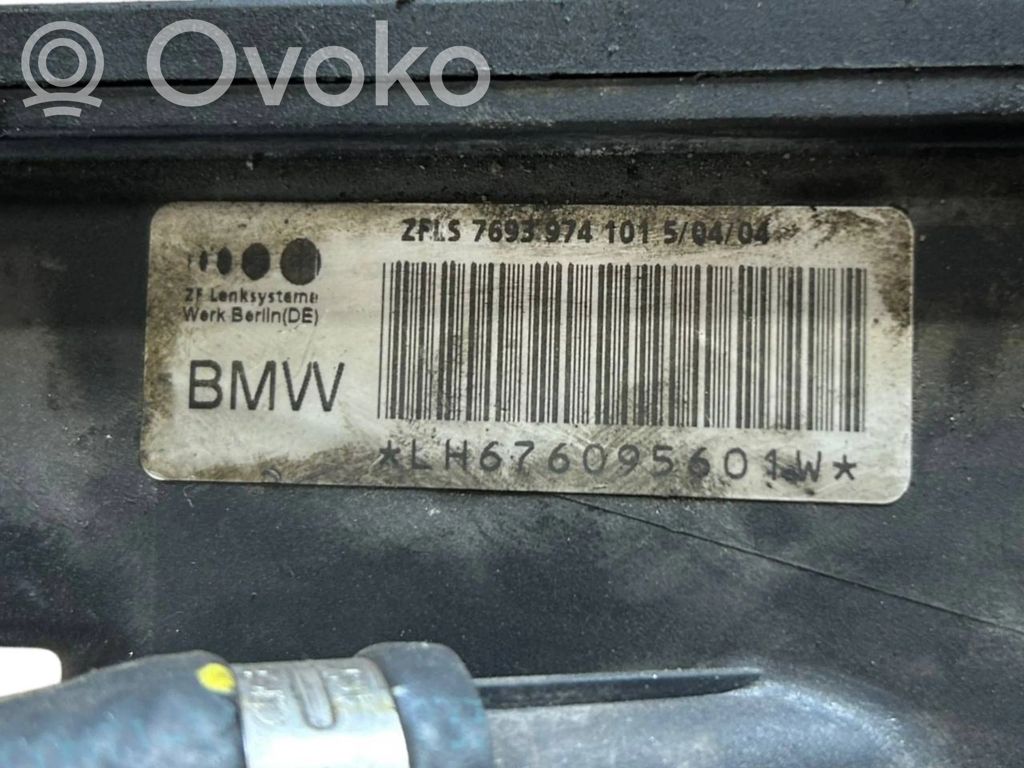 Ovoko
ZFLS 7693 974 101 5/04/04
ZF Lenksysteme
Werk Berlin(DE)
BMW
*LH676095601W*